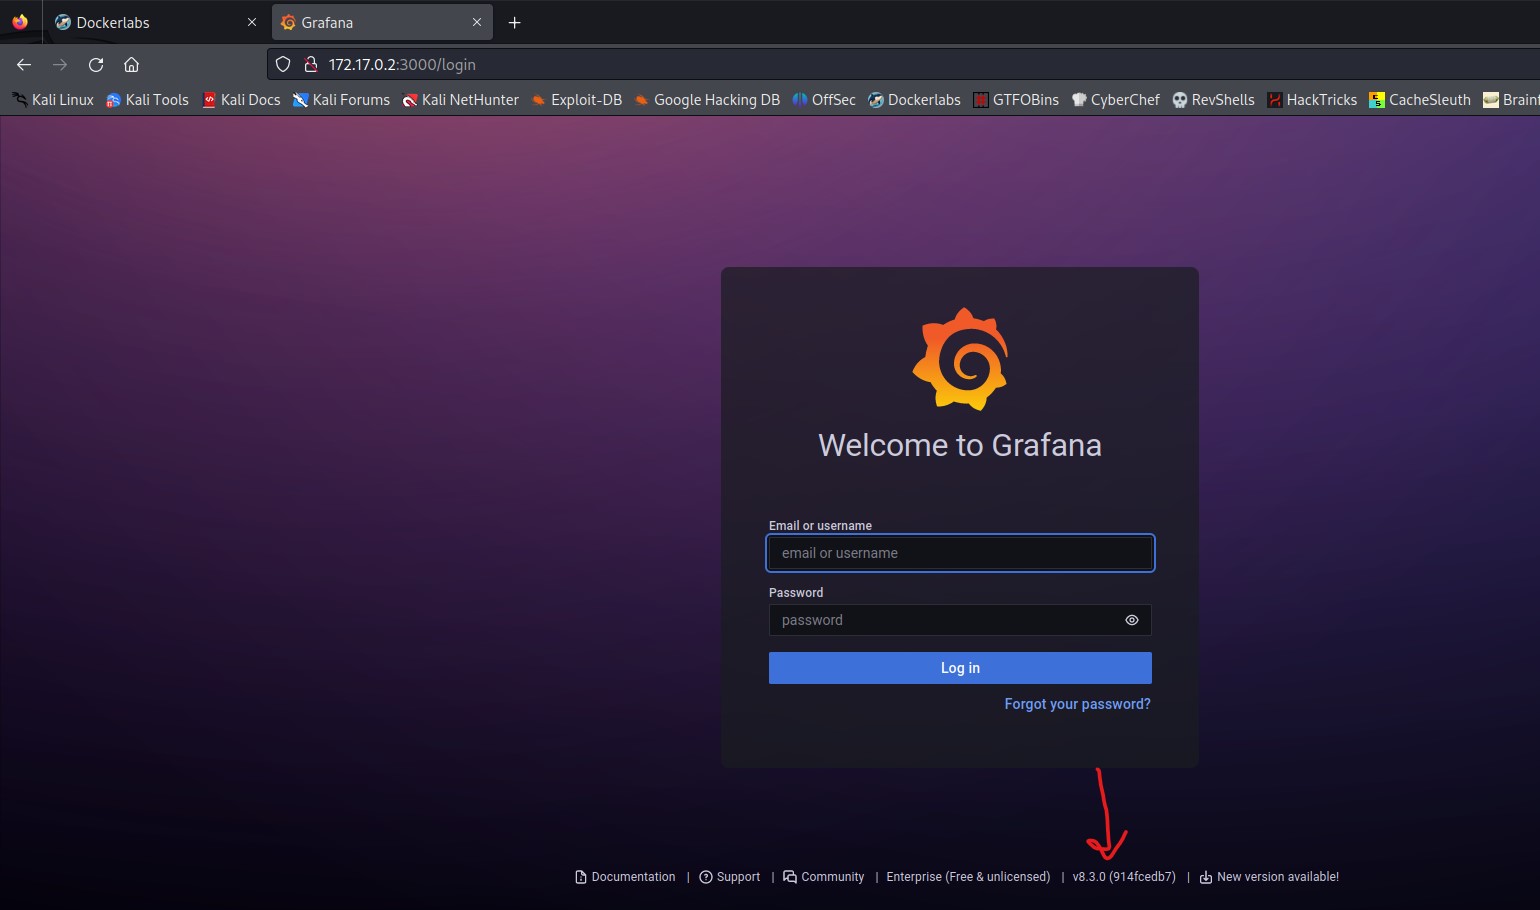 Dockerlabs
Grafana
172.17.0.2:3000/login
Kali Linux Kali Tools Kali Docs Kali Forums Kali NetHunter Exploit-DB Google Hacking DB OffSec Dockerlabs GTFOBins CyberChef RevShells HackTricks CacheSleuth Brainf
Welcome to Grafana
Email or username
email or username
Password
password
Log in
Forgot your password?
Documentation | Support | Community | Enterprise (Free & unlicensed) | v8.3.0 (914fcedb7) | New version available!